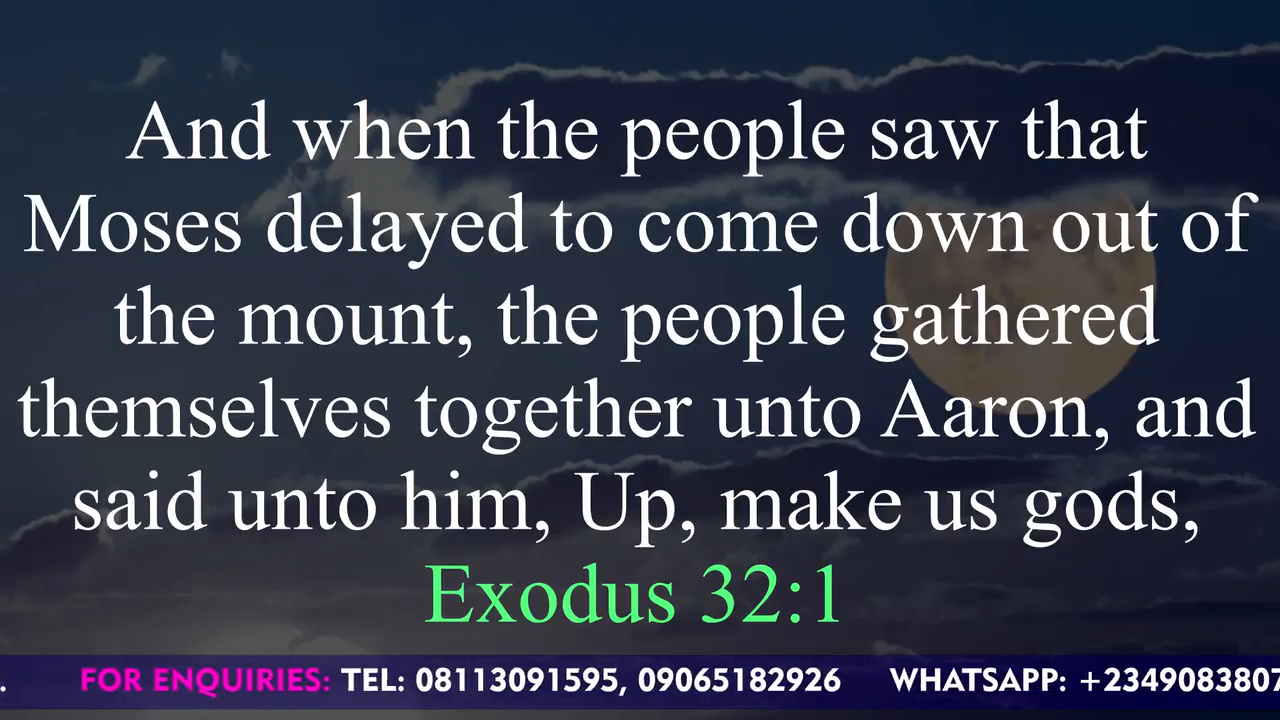 And when the people saw that
Moses delayed to come down out of
the mount, the people gathered
themselves together unto Aaron, and
said unto him, Up, make us gods,
Exodus 32:1
. FOR ENQUIRIES: TEL: 08113091595, 09065182926 WHATSAPP: +2349083807